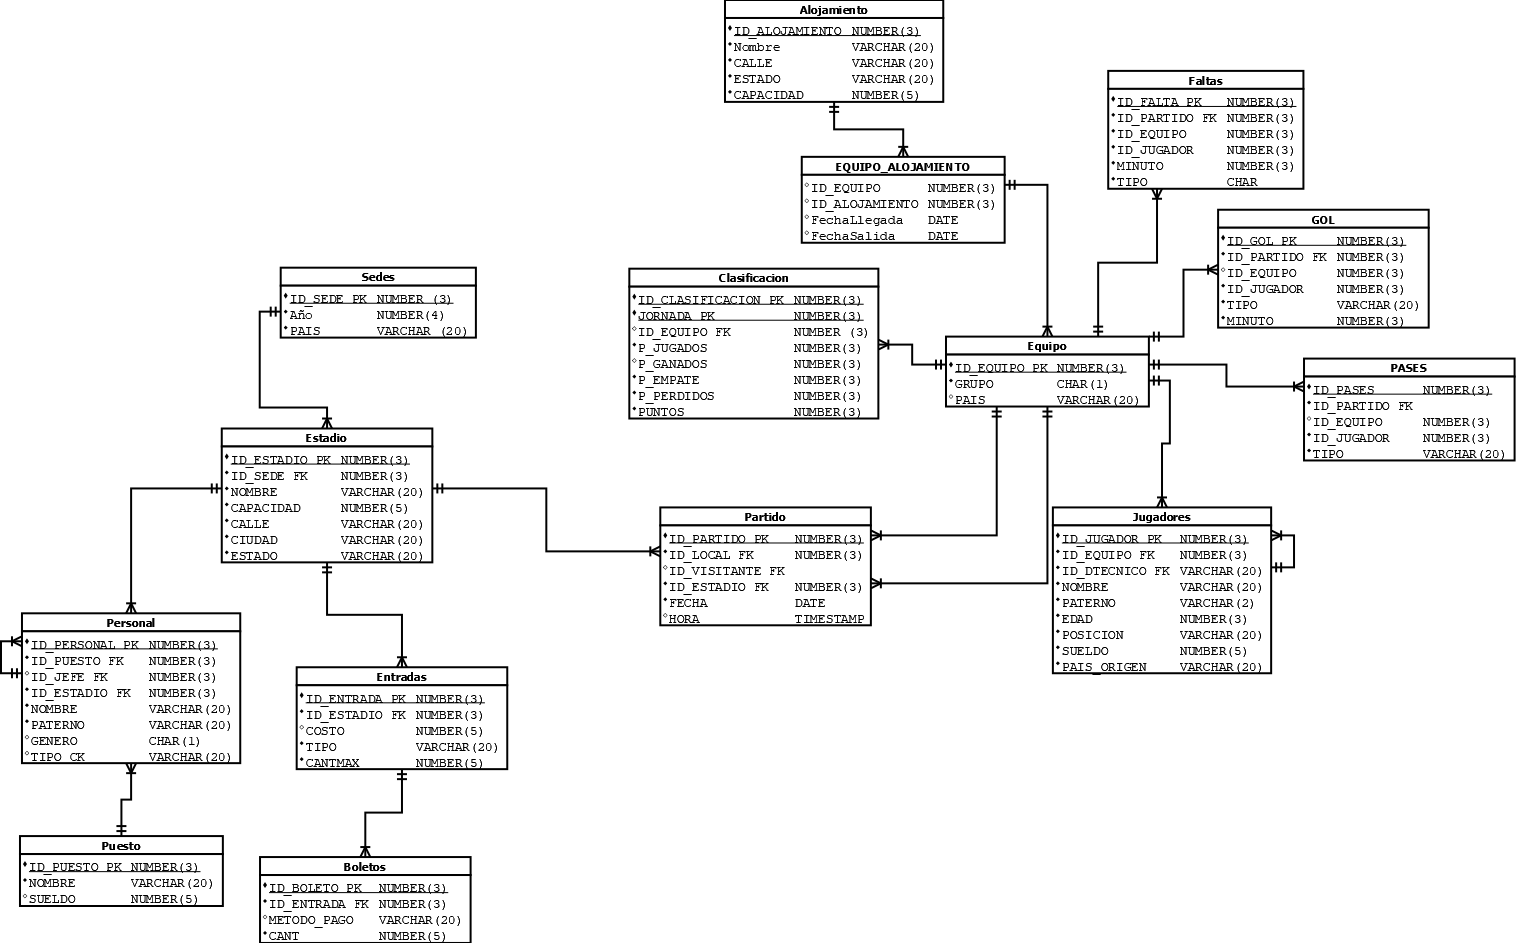 Alojamiento
ID_ALOJAMIENTO NUMBER(3)
Nombre VARCHAR(20)
CALLE VARCHAR(20)
ESTADO VARCHAR(20)
CAPACIDAD NUMBER(5)
Faltas
ID_FALTA PK NUMBER(3)
ID_PARTIDO FK NUMBER(3)
ID_EQUIPO NUMBER(3)
ID_JUGADOR NUMBER(3)
MINUTO NUMBER(3)
TIPO CHAR
EQUIPO_ALOJAMIENTO
ID_EQUIPO NUMBER(3)
ID_ALOJAMIENTO NUMBER(3)
FechaLlegada DATE
FechaSalida DATE
GOL
ID_GOL PK NUMBER(3)
ID_PARTIDO FK NUMBER(3)
ID_EQUIPO NUMBER(3)
ID_JUGADOR NUMBER(3)
TIPO VARCHAR(20)
MINUTO NUMBER(3)
Sedes
ID_SEDE PK NUMBER (3)
Año NUMBER(4)
PAIS VARCHAR (20)
Clasificacion
ID_CLASIFICACION PK NUMBER(3)
JORNADA PK NUMBER(3)
ID_EQUIPO FK NUMBER (3)
P_JUGADOS NUMBER(3)
P_GANADOS NUMBER(3)
P_EMPATE NUMBER(3)
P_PERDIDOS NUMBER(3)
PUNTOS NUMBER(3)
Equipo
ID_EQUIPO PK NUMBER(3)
GRUPO CHAR(1)
PAIS VARCHAR(20)
PASES
ID_PASES NUMBER(3)
ID_PARTIDO FK
ID_EQUIPO NUMBER(3)
ID_JUGADOR NUMBER(3)
TIPO VARCHAR(20)
Estadio
ID_ESTADIO PK NUMBER(3)
ID_SEDE FK NUMBER(3)
NOMBRE VARCHAR(20)
CAPACIDAD NUMBER(5)
CALLE VARCHAR(20)
CIUDAD VARCHAR(20)
ESTADO VARCHAR(20)
Partido
ID_PARTIDO PK NUMBER(3)
ID_LOCAL FK NUMBER(3)
ID_VISITANTE FK
ID_ESTADIO FK NUMBER(3)
FECHA DATE
HORA TIMESTAMP
Jugadores
ID_JUGADOR PK NUMBER(3)
ID_EQUIPO FK NUMBER(3)
ID_DTECNICO FK VARCHAR(20)
NOMBRE VARCHAR(20)
PATERNO VARCHAR(2)
EDAD NUMBER(3)
POSICION VARCHAR(20)
SUELDO NUMBER(5)
PAIS_ORIGEN VARCHAR(20)
Personal
ID_PERSONAL PK NUMBER(3)
ID_PUESTO FK NUMBER(3)
ID_JEFE FK NUMBER(3)
ID_ESTADIO FK NUMBER(3)
NOMBRE VARCHAR(20)
PATERNO VARCHAR(20)
GENERO CHAR(1)
TIPO CK VARCHAR(20)
Entradas
ID_ENTRADA PK NUMBER(3)
ID_ESTADIO FK NUMBER(3)
COSTO NUMBER(5)
TIPO VARCHAR(20)
CANTMAX NUMBER(5)
Puesto
ID_PUESTO PK NUMBER(3)
NOMBRE VARCHAR(20)
SUELDO NUMBER(5)
Boletos
ID_BOLETO PK NUMBER(3)
ID_ENTRADA FK NUMBER(3)
METODO_PAGO VARCHAR(20)
CANT NUMBER(5)